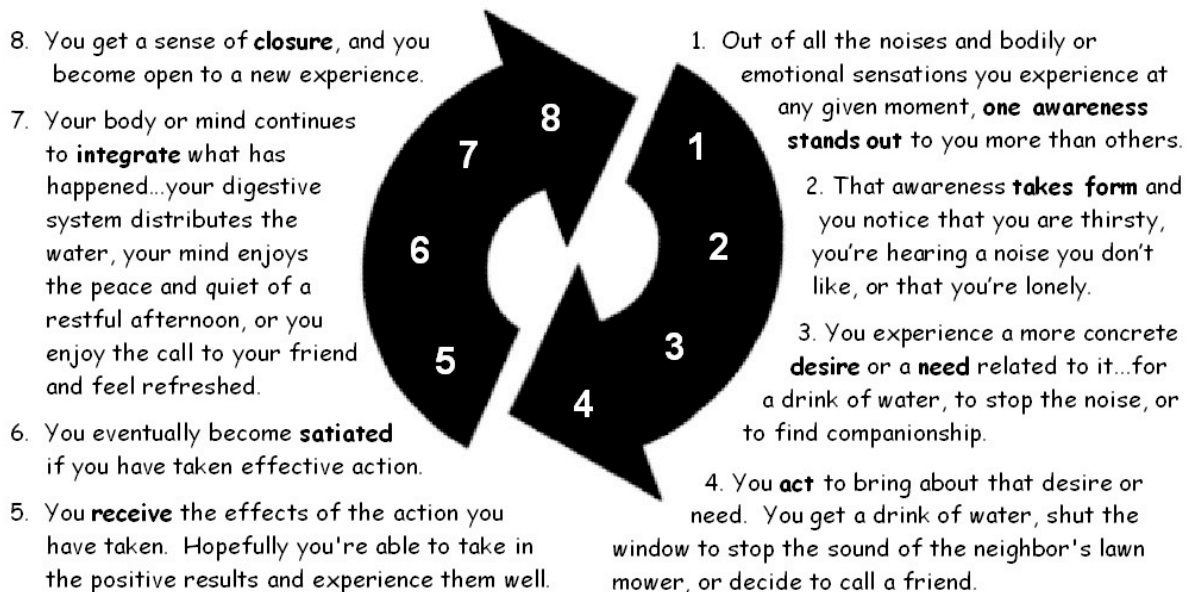 1. Out of all the noises and bodily or
emotional sensations you experience at
any given moment, one awareness
stands out to you more than others.
2. That awareness takes form and
you notice that you are thirsty,
you're hearing a noise you don't
like, or that you're lonely.
3. You experience a more concrete
desire or a need related to it...for
a drink of water, to stop the noise, or
to find companionship.
4. You act to bring about that desire or
need. You get a drink of water, shut the
window to stop the sound of the neighbor's lawn
mower, or decide to call a friend.
5. You receive the effects of the action you
have taken. Hopefully you're able to take in
the positive results and experience them well.
6. You eventually become satiated
if you have taken effective action.
7. Your body or mind continues
to integrate what has
happened...your digestive
system distributes the
water, your mind enjoys
the peace and quiet of a
restful afternoon, or you
enjoy the call to your friend
and feel refreshed.
8. You get a sense of closure, and you
become open to a new experience.
1
2
3
4
5
6
7
8